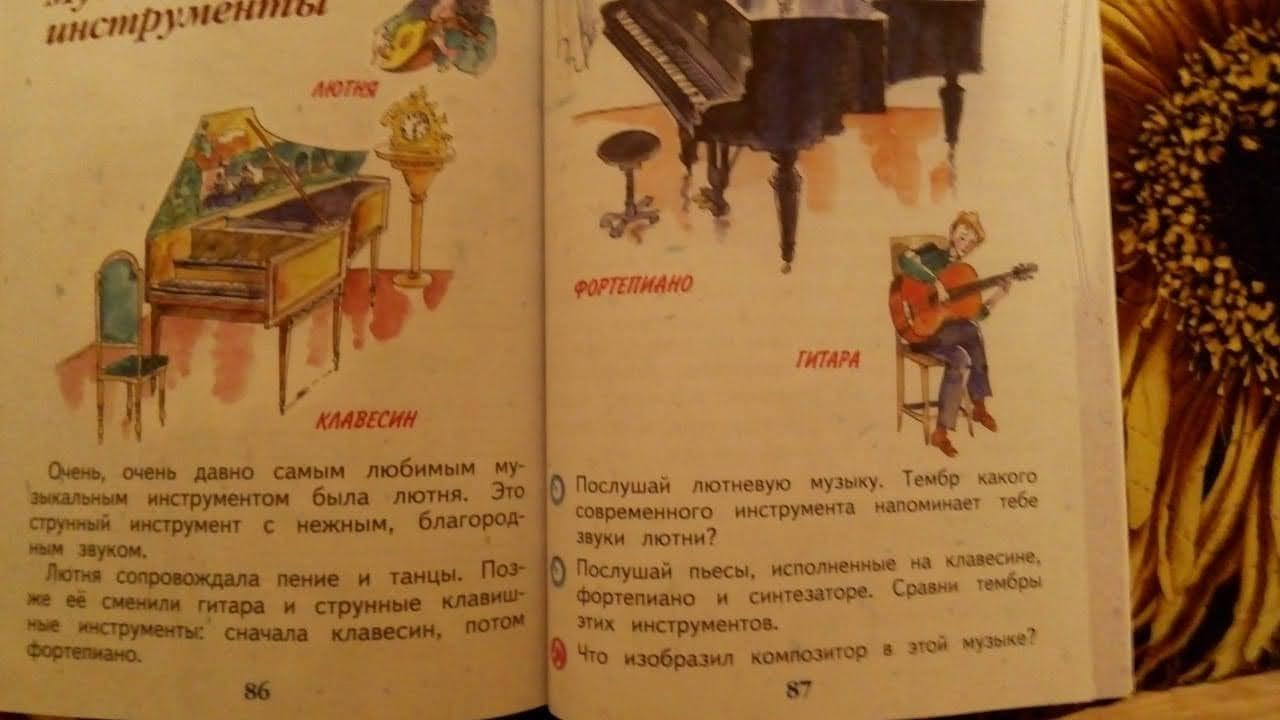 инструменты
ЛЮТНЯ
КЛАВЕСИН
Очень, очень давно самым любимым му-
зыкальным инструментом была лютня. Это
струнный инструмент с нежным, благород-
ным звуком.
Лютня сопровождала пение и танцы. Поз-
же её сменили гитара и струнные клавиш-
ные инструменты: сначала клавесин, потом
фортепиано.
86
ФОРТЕПИАНО
ГИТАРА
Послушай лютневую музыку. Тембр какого
современного инструмента напоминает тебе
звуки лютни?
Послушай пьесы, исполненные на клавесине,
фортепиано и синтезаторе. Сравни тембры
этих инструментов.
Что изобразил композитор в этой музыке?
87